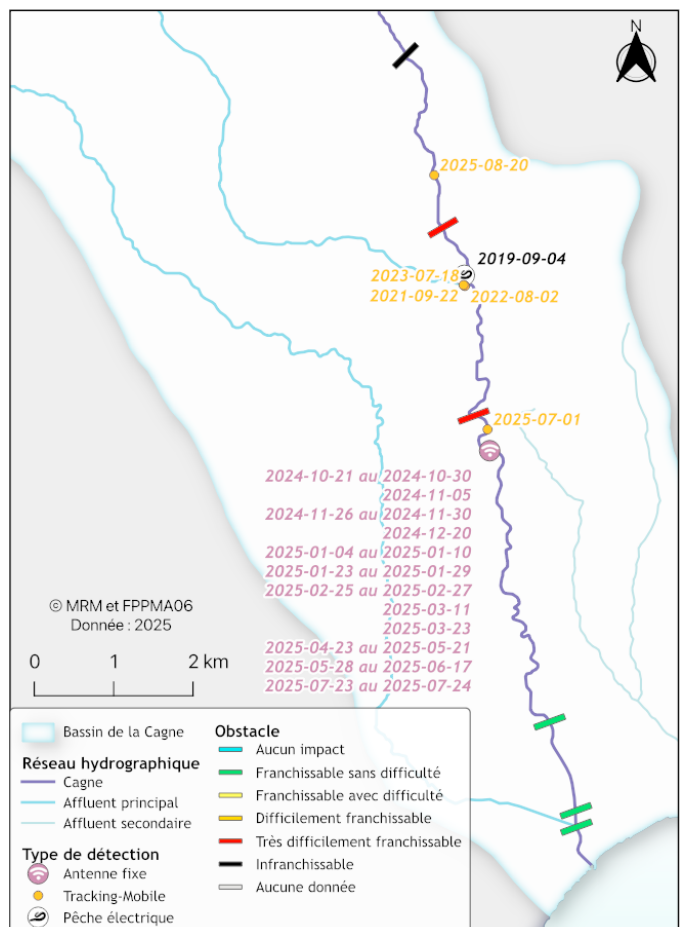 N
2025-08-20
2019-09-04
2023-07-18
2021-09-22 2022-08-02
2025-07-01
2024-10-21 au 2024-10-30
2024-11-05
2024-11-26 au 2024-11-30
2024-12-20
2025-01-04 au 2025-01-10
2025-01-23 au 2025-01-29
2025-02-25 au 2025-02-27
2025-03-11
2025-03-23
2025-04-23 au 2025-05-21
2025-05-28 au 2025-06-17
2025-07-23 au 2025-07-24
© MRM et FPPMA06
Donnée : 2025
0 1 2 km
Bassin de la Cagne
Réseau hydrographique
Cagne
Affluent principal
Affluent secondaire
Type de détection
Antenne fixe
Tracking-Mobile
Pêche électrique
Obstacle
Aucun impact
Franchissable sans difficulté
Franchissable avec difficulté
Difficilement franchissable
Très difficilement franchissable
Infranchissable
Aucune donnée